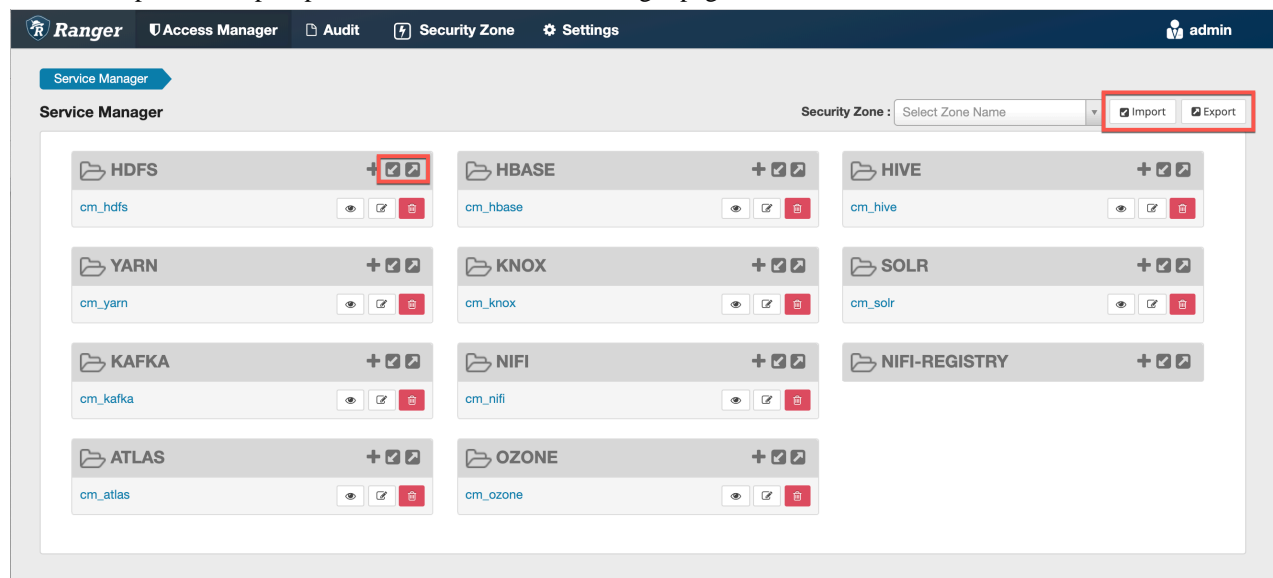 Ranger Access Manager Audit Security Zone Settings admin
Service Manager
Service Manager Security Zone : Select Zone Name Import Export
HDFS HBASE HIVE
cm_hdfs cm_hbase cm_hive
YARN KNOX SOLR
cm_yarn cm_knox cm_solr
KAFKA NIFI NIFI-REGISTRY
cm_kafka cm_nifi
ATLAS OZONE
cm_atlas cm_ozone